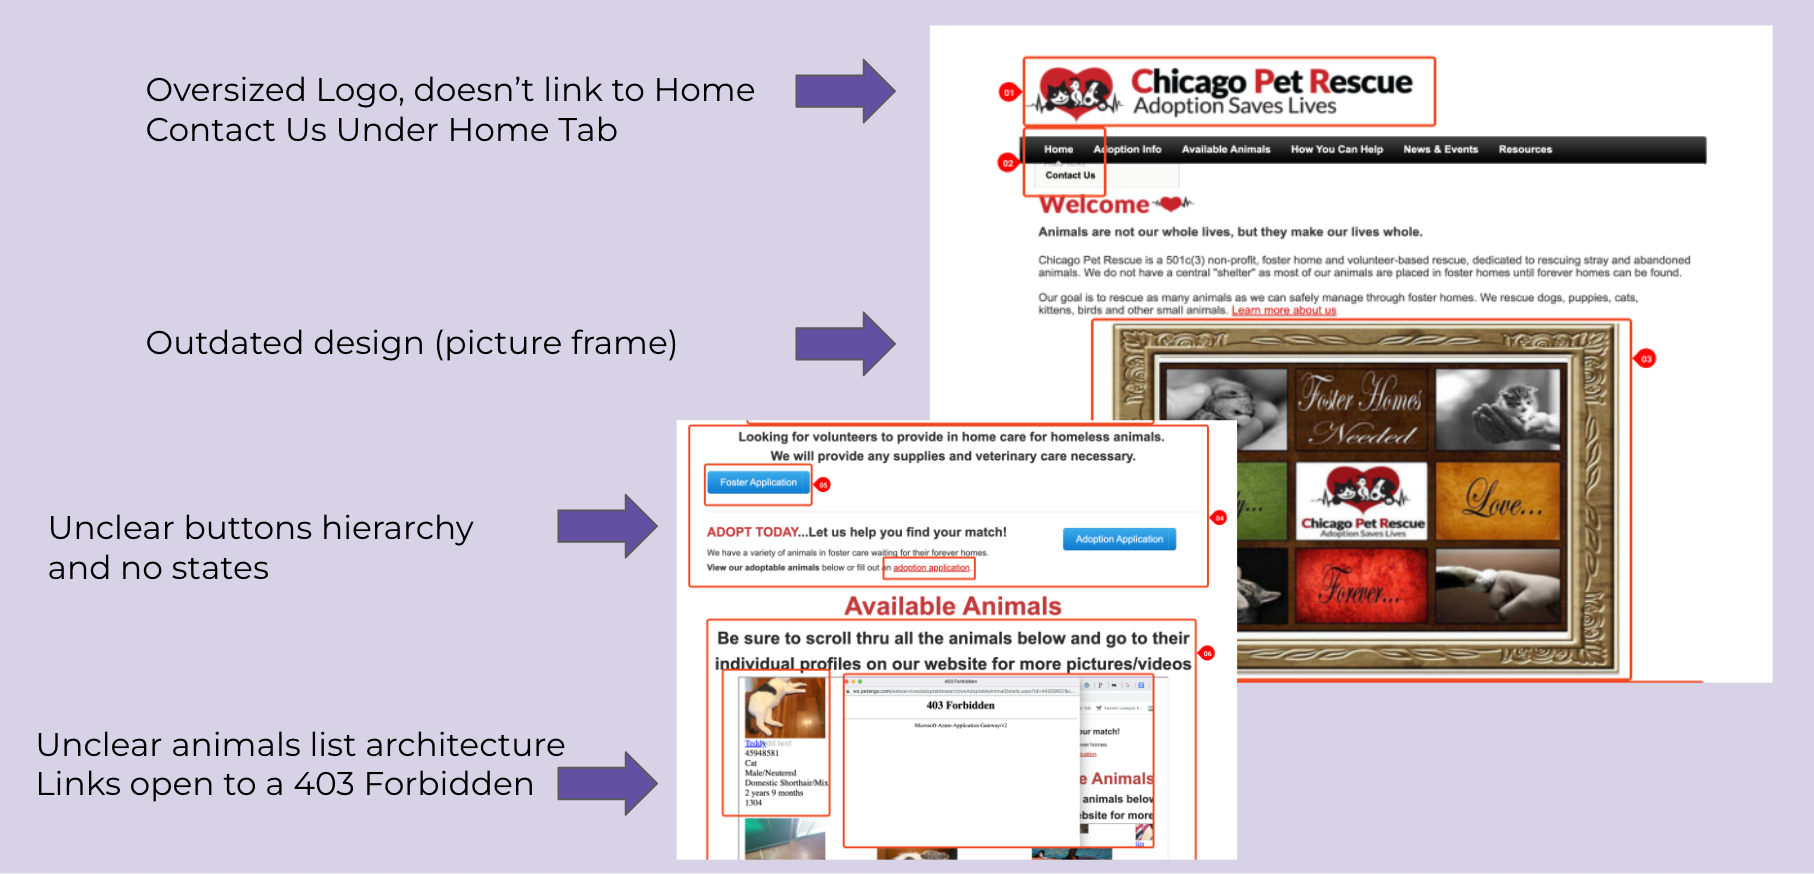 Oversized Logo, doesn’t link to Home
Contact Us Under Home Tab
Outdated design (picture frame)
Unclear buttons hierarchy
and no states
Unclear animals list architecture
Links open to a 403 Forbidden
01
Chicago Pet Rescue
Adoption Saves Lives
02
Home Adoption Info Available Animals How You Can Help News & Events Resources
Contact Us
Welcome
Animals are not our whole lives, but they make our lives whole.
Chicago Pet Rescue is a 501c(3) non-profit, foster home and volunteer-based rescue, dedicated to rescuing stray and abandoned
animals. We do not have a central "shelter" as most of our animals are placed in foster homes until forever homes can be found.
Our goal is to rescue as many animals as we can safely manage through foster homes. We rescue dogs, puppies, cats,
kittens, birds and other small animals. Learn more about us
03
Foster Homes
Needed
Chicago Pet Rescue
Adoption Saves Lives
Love...
Forever...
Looking for volunteers to provide in home care for homeless animals.
We will provide any supplies and veterinary care necessary.
Foster Application
05
04
ADOPT TODAY...Let us help you find your match!
Adoption Application
We have a variety of animals in foster care waiting for their forever homes.
View our adoptable animals below or fill out an adoption application.
Available Animals
06
Be sure to scroll thru all the animals below and go to their
individual profiles on our website for more pictures/videos
Teddy
45948581
Cat
Male/Neutered
Domestic Shorthair/Mix
2 years 9 months
1304
403 Forbidden
403 Forbidden
Microsoft-Azure-Application-Gateway/v2
our match!
e Animals
animals below
bsite for more